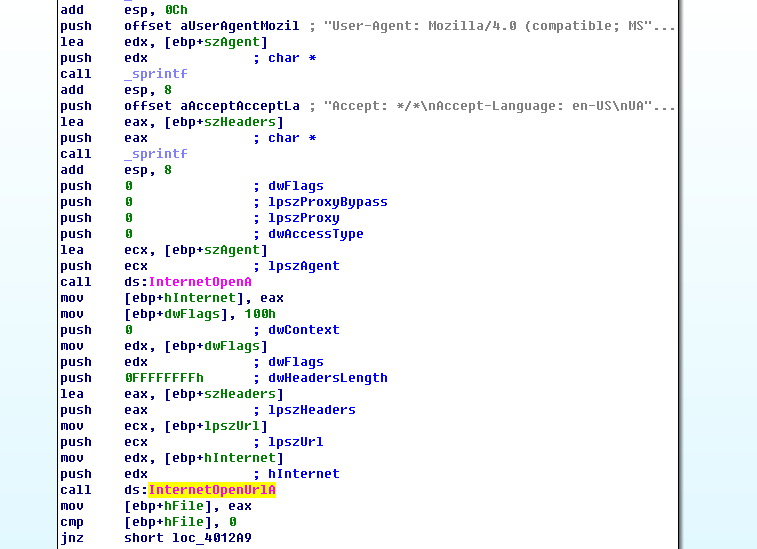 add esp, 0Ch
push offset aUserAgentMozil ; "User-Agent: Mozilla/4.0 (compatible; MS"...
lea edx, [ebp+szAgent]
push edx ; char *
call _sprintf
add esp, 8
push offset aAcceptAcceptLa ; "Accept: */*\nAccept-Language: en-US\nUA"...
lea eax, [ebp+szHeaders]
push eax ; char *
call _sprintf
add esp, 8
push 0 ; dwFlags
push 0 ; lpszProxyBypass
push 0 ; lpszProxy
push 0 ; dwAccessType
lea ecx, [ebp+szAgent]
push ecx ; lpszAgent
call ds:InternetOpenA
mov [ebp+hInternet], eax
mov [ebp+dwFlags], 100h
push 0 ; dwContext
mov edx, [ebp+dwFlags]
push edx ; dwFlags
push 0FFFFFFFFh ; dwHeadersLength
lea eax, [ebp+szHeaders]
push eax ; lpszHeaders
mov ecx, [ebp+lpszUrl]
push ecx ; lpszUrl
mov edx, [ebp+hInternet]
push edx ; hInternet
call ds:InternetOpenUrlA
mov [ebp+hFile], eax
cmp [ebp+hFile], 0
jnz short loc_4012A9